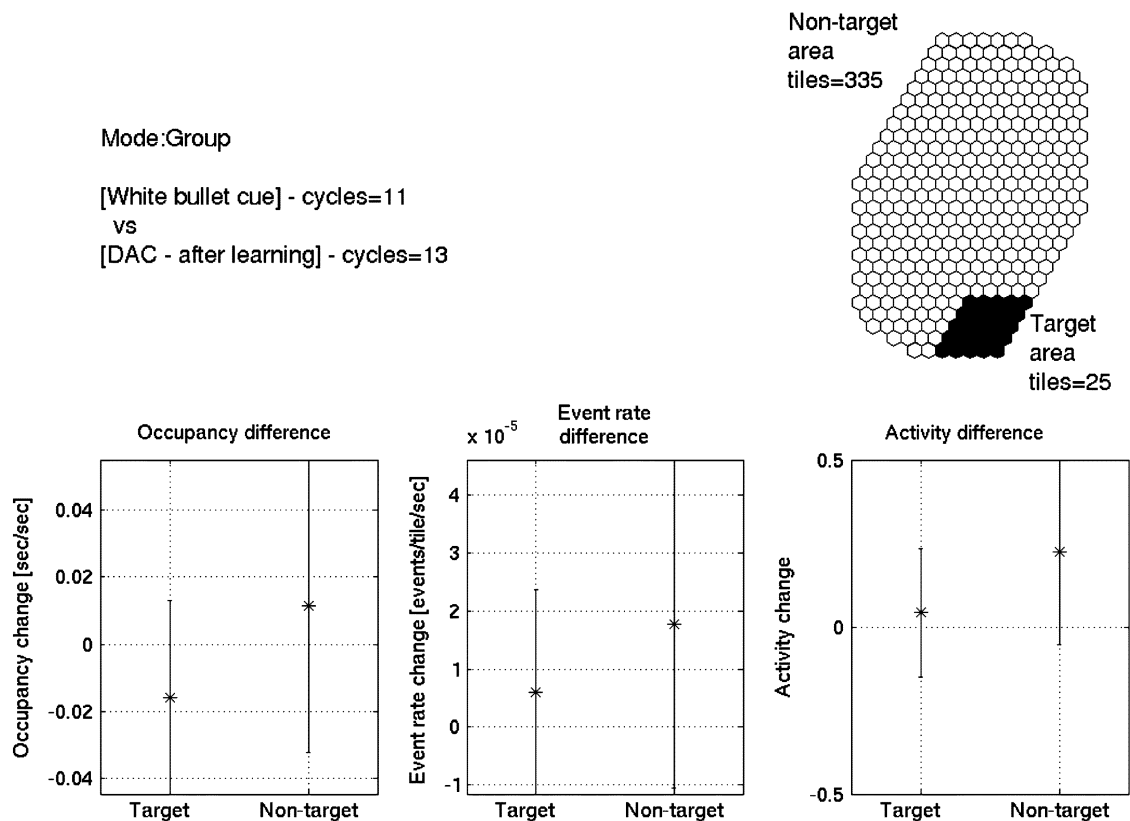 Non-target
area
tiles=335
Mode:Group
[White bullet cue] - cycles=11
vs
[DAC - after learning] - cycles=13
Target
area
tiles=25
Occupancy difference
Occupancy change [sec/sec]
0.04
0.02
0
-0.02
-0.04
Target Non-target
Event rate
difference
x 10^-5
Event rate change [events/tile/sec]
4
3
2
1
0
-1
Target Non-target
Activity difference
Activity change
0.5
0
-0.5
Target Non-target